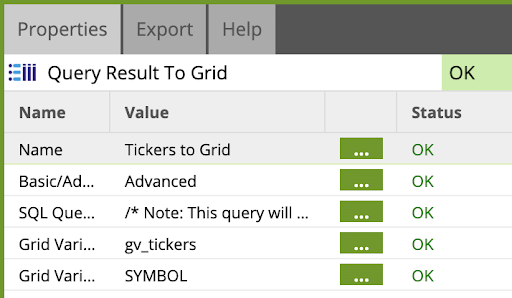 Properties Export Help
Query Result To Grid OK
Name Value Status
Name Tickers to Grid ... OK
Basic/Ad... Advanced ... OK
SQL Que... /* Note: This query will ... ... OK
Grid Vari... gv_tickers ... OK
Grid Vari... SYMBOL ... OK